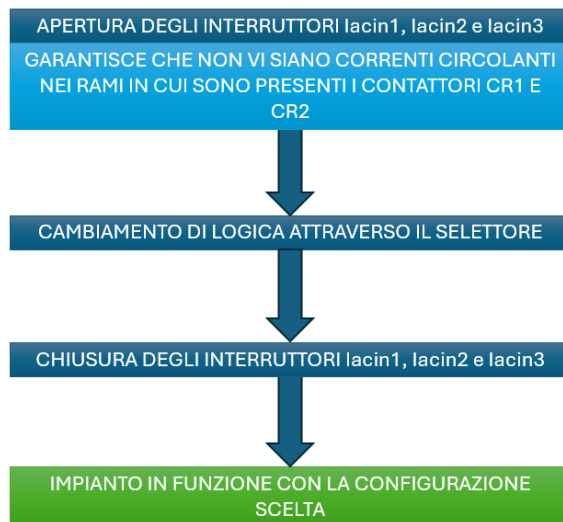 APERTURA DEGLI INTERRUTTORI Iacin1, Iacin2 e Iacin3
GARANTISCE CHE NON VI SIANO CORRENTI CIRCOLANTI
NEI RAMI IN CUI SONO PRESENTI I CONTATTORI CR1 E
CR2
CAMBIAMENTO DI LOGICA ATTRAVERSO IL SELETTORE
CHIUSURA DEGLI INTERRUTTORI Iacin1, Iacin2 e Iacin3
IMPIANTO IN FUNZIONE CON LA CONFIGURAZIONE
SCELTA